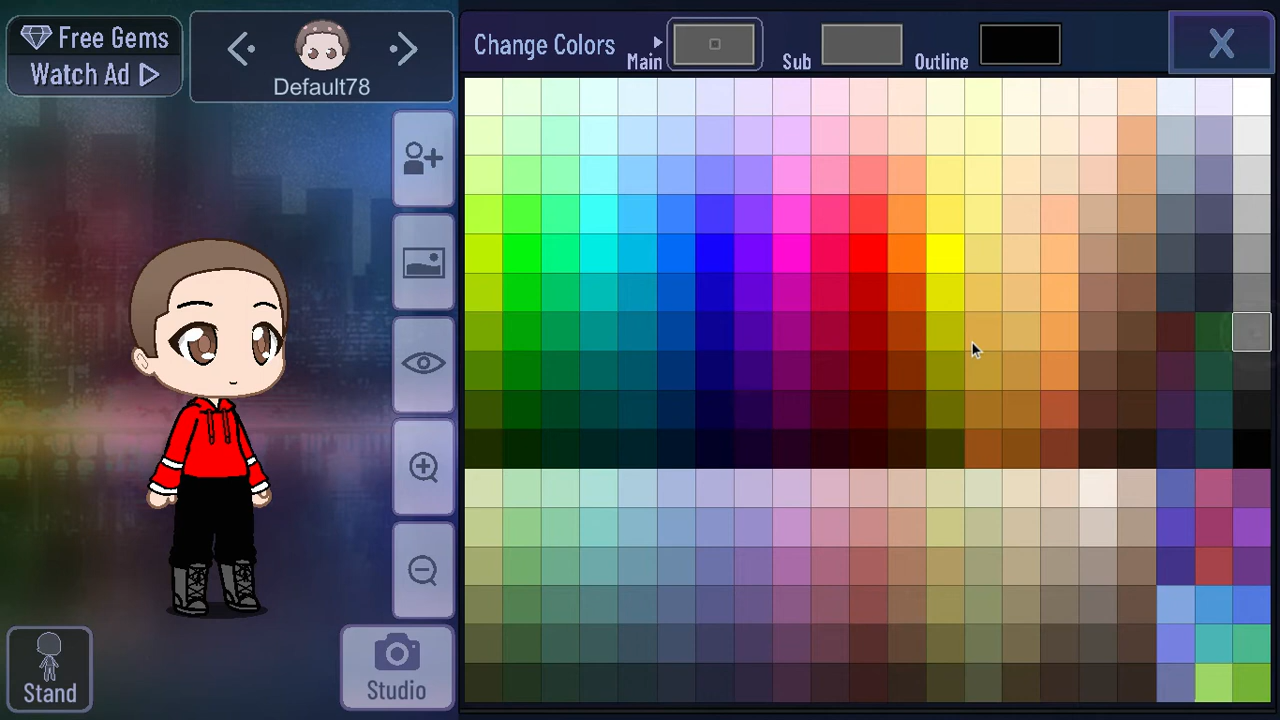 Free Gems
Watch Ad
Default78
Change Colors
Main
Sub
Outline
X
Stand
Studio